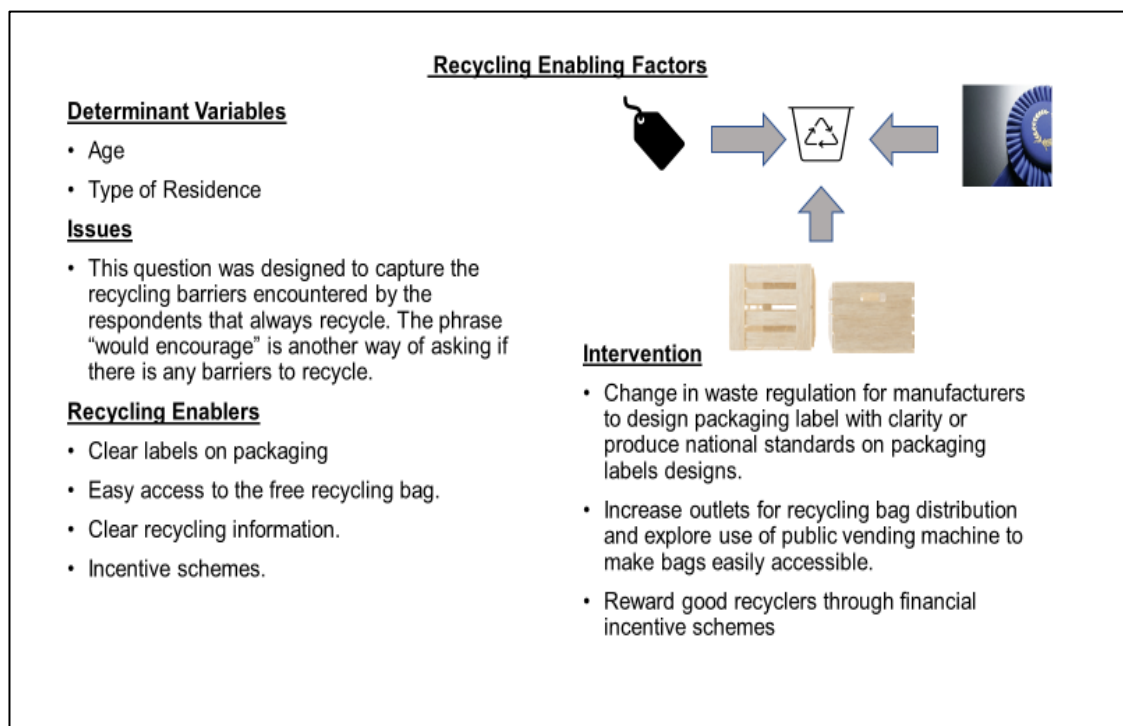 Recycling Enabling Factors
Determinant Variables
• Age
• Type of Residence
Issues
• This question was designed to capture the
recycling barriers encountered by the
respondents that always recycle. The phrase
“would encourage” is another way of asking if
there is any barriers to recycle.
Recycling Enablers
• Clear labels on packaging
• Easy access to the free recycling bag.
• Clear recycling information.
• Incentive schemes.
Intervention
• Change in waste regulation for manufacturers
to design packaging label with clarity or
produce national standards on packaging
labels designs.
• Increase outlets for recycling bag distribution
and explore use of public vending machine to
make bags easily accessible.
• Reward good recyclers through financial
incentive schemes